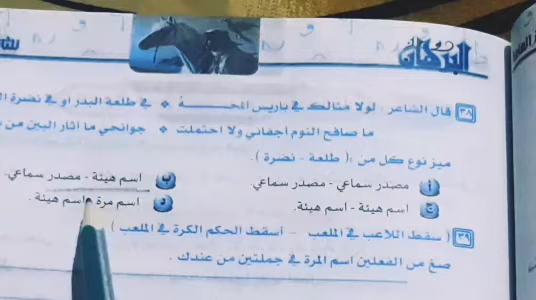 البرهان
٣٨ قال الشاعر : لولا مثالك في باريس ألمحه * في طلعة البدر أو في نضرة
ما صافح النوم أجفاني ولا احتملت * جوانحي ما أثار البين من
ميز نوع كل من :( طلعة - نضرة ) .
أ مصدر سماعي - مصدر سماعي.
ب اسم هيئة - مصدر سماعي.
ج اسم هيئة - اسم هيئة.
د اسم مرة - اسم هيئة .
٣٩ ( سقط اللاعب في الملعب - أسقط الحكم الكرة في الملعب )
صغ من الفعلين اسم المرة في جملتين من عندك .